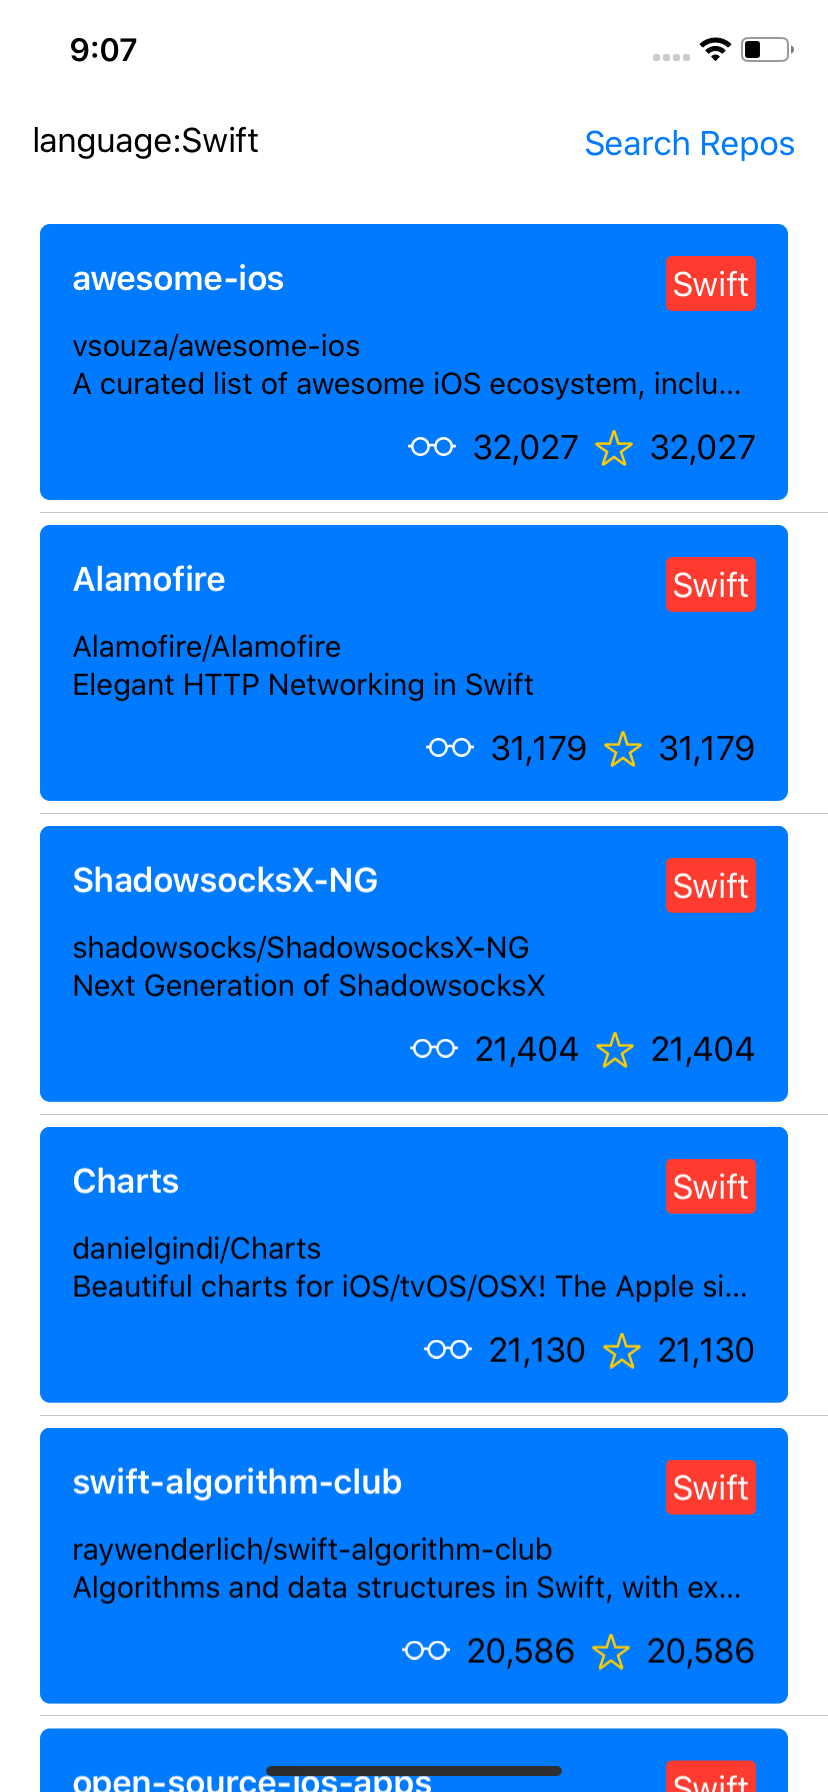 9:07
language:Swift
Search Repos
awesome-ios
Swift
vsouza/awesome-ios
A curated list of awesome iOS ecosystem, inclu...
32,027 32,027
Alamofire
Swift
Alamofire/Alamofire
Elegant HTTP Networking in Swift
31,179 31,179
ShadowsocksX-NG
Swift
shadowsocks/ShadowsocksX-NG
Next Generation of ShadowsocksX
21,404 21,404
Charts
Swift
danielgindi/Charts
Beautiful charts for iOS/tvOS/OSX! The Apple si...
21,130 21,130
swift-algorithm-club
Swift
raywenderlich/swift-algorithm-club
Algorithms and data structures in Swift, with ex...
20,586 20,586
open-source-ios-apps
Swift